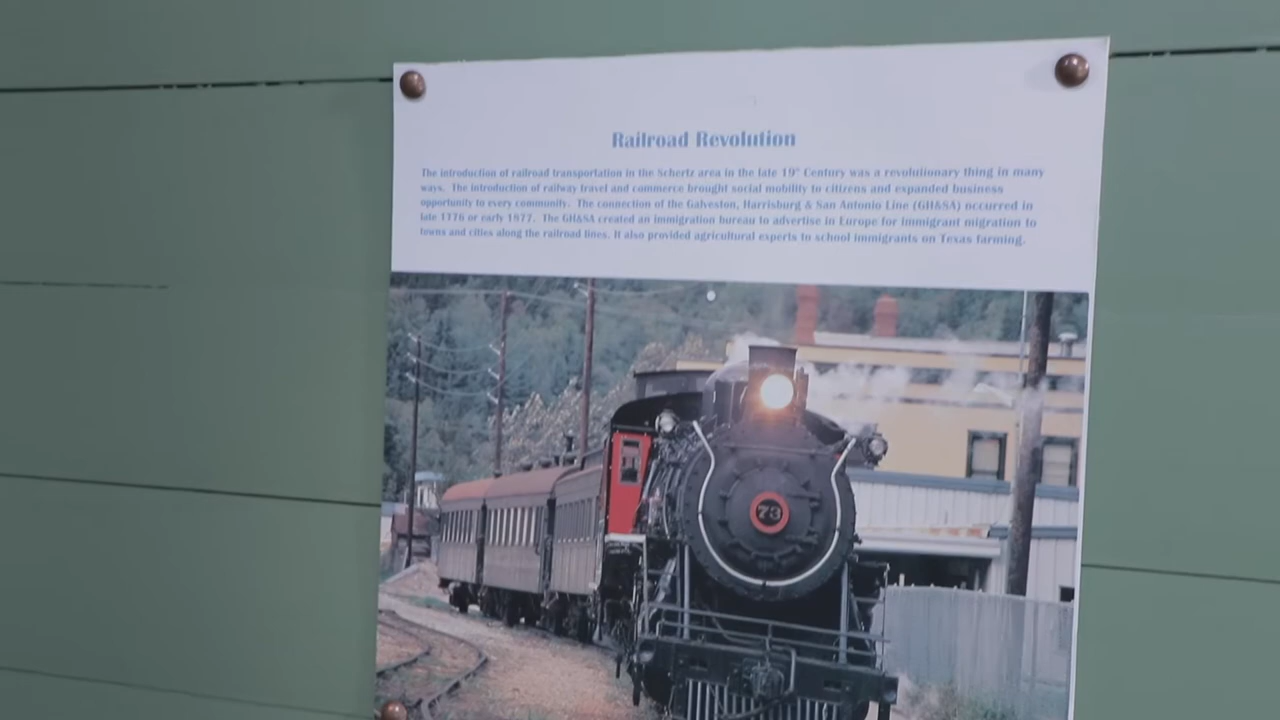 Railroad Revolution
The introduction of railroad transportation in the Schertz area in the late 19th Century was a revolutiionary thing in many
ways. The introduction of railway travel and commerce brought social mobility to citizens and expanded business
opportunity to every community. The connection of the Galveston, Harrisburg & San Antonio Line (GH&SA) occurred in
late 1176 or early 1877. The GH&SA created an immigration bureau to advertise in Europe for immigrant migration to
towns and cities along the railroad lines. It also provided agricultural experts to school immigrants on Texas farming.
73